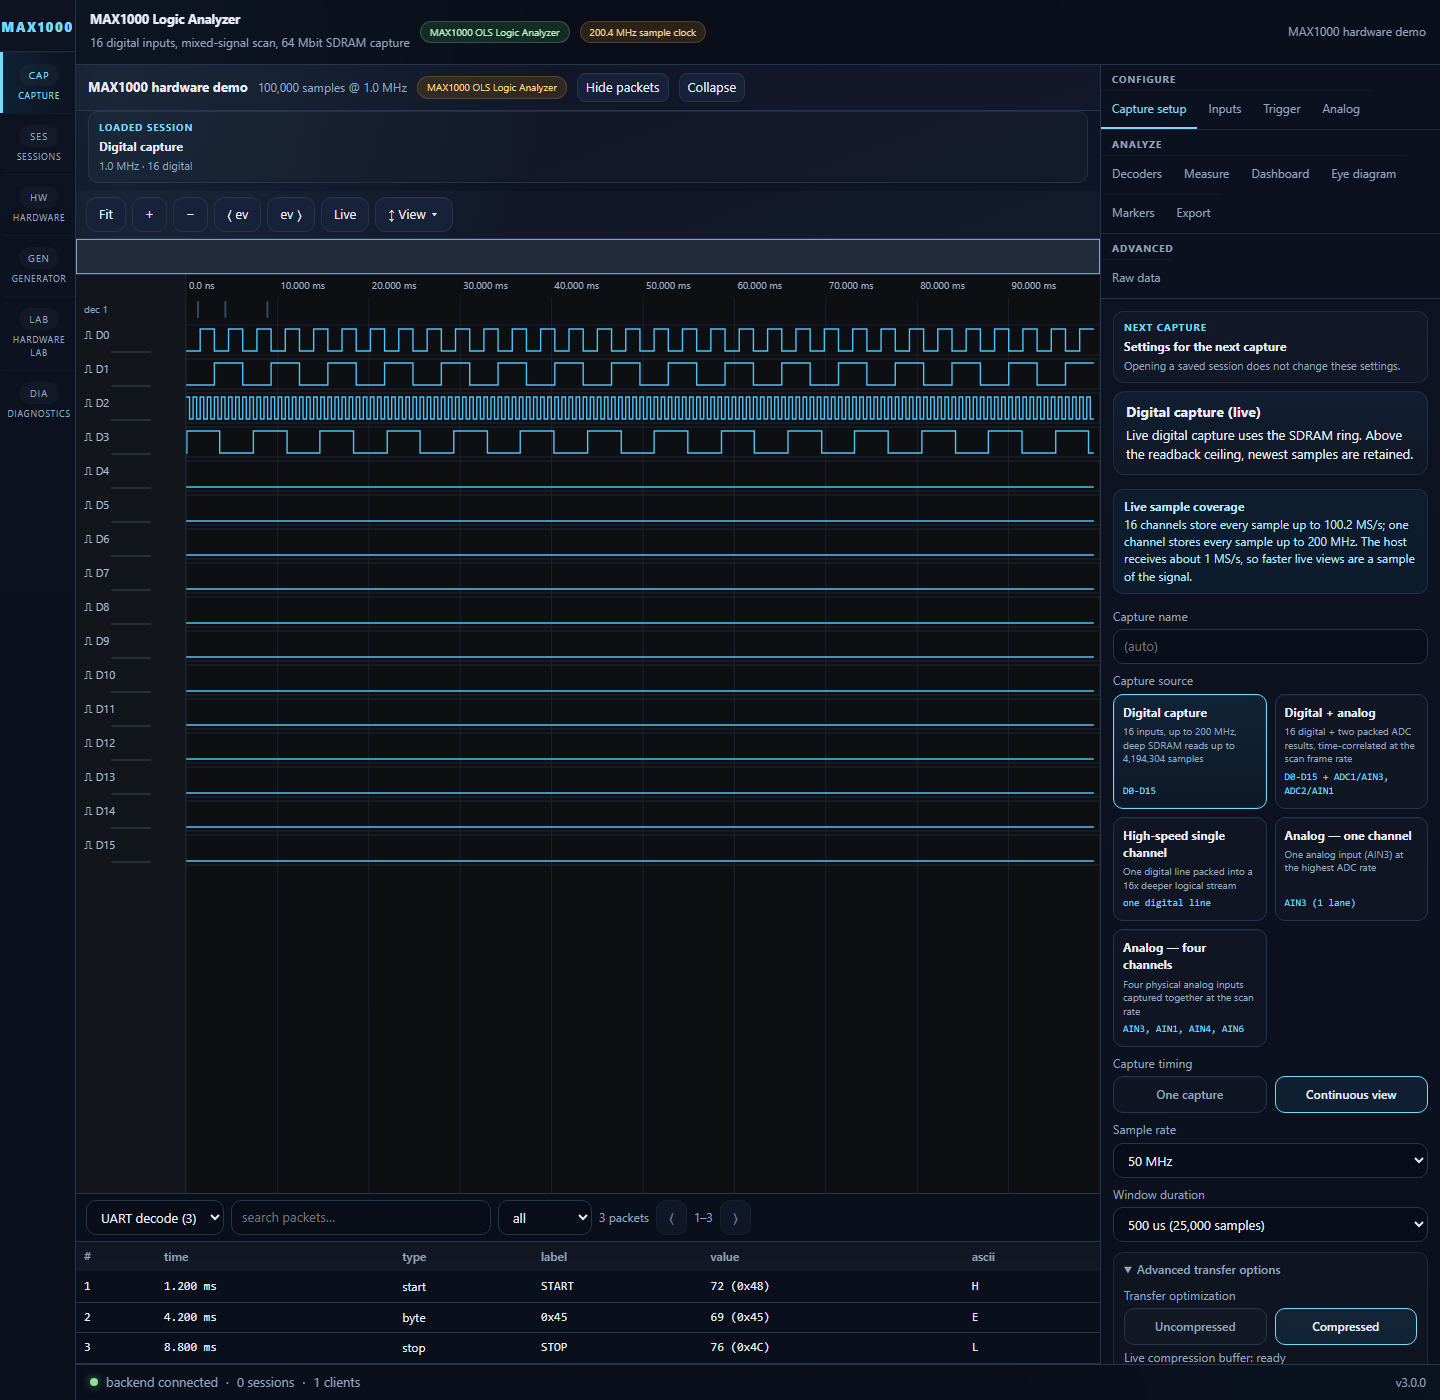 MAX1000
CAP
CAPTURE
SES
SESSIONS
HW
HARDWARE
GEN
GENERATOR
LAB
HARDWARE
LAB
DIA
DIAGNOSTICS
MAX1000 Logic Analyzer
16 digital inputs, mixed-signal scan, 64 Mbit SDRAM capture
MAX1000 OLS Logic Analyzer
200.4 MHz sample clock
MAX1000 hardware demo
MAX1000 hardware demo
100,000 samples @ 1.0 MHz
MAX1000 OLS Logic Analyzer
Hide packets
Collapse
LOADED SESSION
Digital capture
1.0 MHz · 16 digital
Fit
+
−
⟨ ev
ev ⟩
Live
↕ View ▾
0.0 ns
10.000 ms
20.000 ms
30.000 ms
40.000 ms
50.000 ms
60.000 ms
70.000 ms
80.000 ms
90.000 ms
dec 1
D0
D1
D2
D3
D4
D5
D6
D7
D8
D9
D10
D11
D12
D13
D14
D15
UART decode (3)
search packets...
all
3 packets
⟨
1–3
⟩
# time type label value ascii
1 1.200 ms start START 72 (0x48) H
2 4.200 ms byte 0x45 69 (0x45) E
3 8.800 ms stop STOP 76 (0x4C) L
CONFIGURE
Capture setup
Inputs
Trigger
Analog
ANALYZE
Decoders
Measure
Dashboard
Eye diagram
Markers
Export
ADVANCED
Raw data
NEXT CAPTURE
Settings for the next capture
Opening a saved session does not change these settings.
Digital capture (live)
Live digital capture uses the SDRAM ring. Above
the readback ceiling, newest samples are retained.
Live sample coverage
16 channels store every sample up to 100.2 MS/s; one
channel stores every sample up to 200 MHz. The host
receives about 1 MS/s, so faster live views are a sample
of the signal.
Capture name
(auto)
Capture source
Digital capture
16 inputs, up to 200 MHz,
deep SDRAM reads up to
4,194,304 samples
D0-D15
Digital + analog
16 digital + two packed ADC
results, time-correlated at the
scan frame rate
D0-D15 + ADC1/AIN3,
ADC2/AIN1
High-speed single
channel
One digital line packed into a
16x deeper logical stream
one digital line
Analog — one channel
One analog input (AIN3) at
the highest ADC rate
AIN3 (1 lane)
Analog — four
channels
Four physical analog inputs
captured together at the scan
rate
AIN3, AIN1, AIN4, AIN6
Capture timing
One capture
Continuous view
Sample rate
50 MHz
Window duration
500 us (25,000 samples)
▼ Advanced transfer options
Transfer optimization
Uncompressed
Compressed
Live compression buffer: ready
backend connected · 0 sessions · 1 clients
v3.0.0